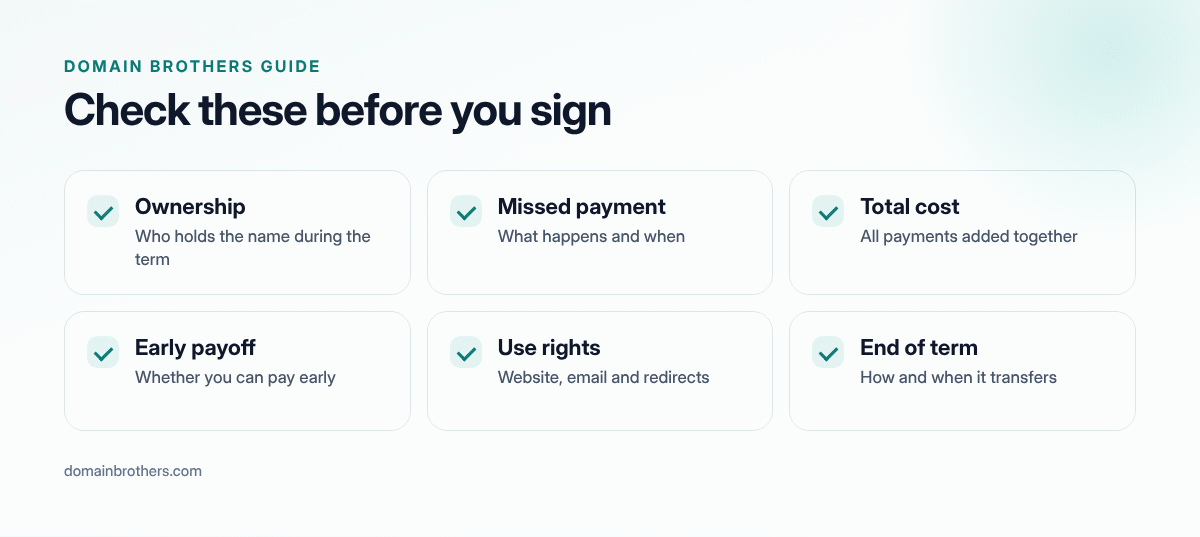 DOMAIN BROTHERS GUIDE
Check these before you sign
Ownership
Who holds the name during the
term
Missed payment
What happens and when
Total cost
All payments added together
Early payoff
Whether you can pay early
Use rights
Website, email and redirects
End of term
How and when it transfers
domainbrothers.com